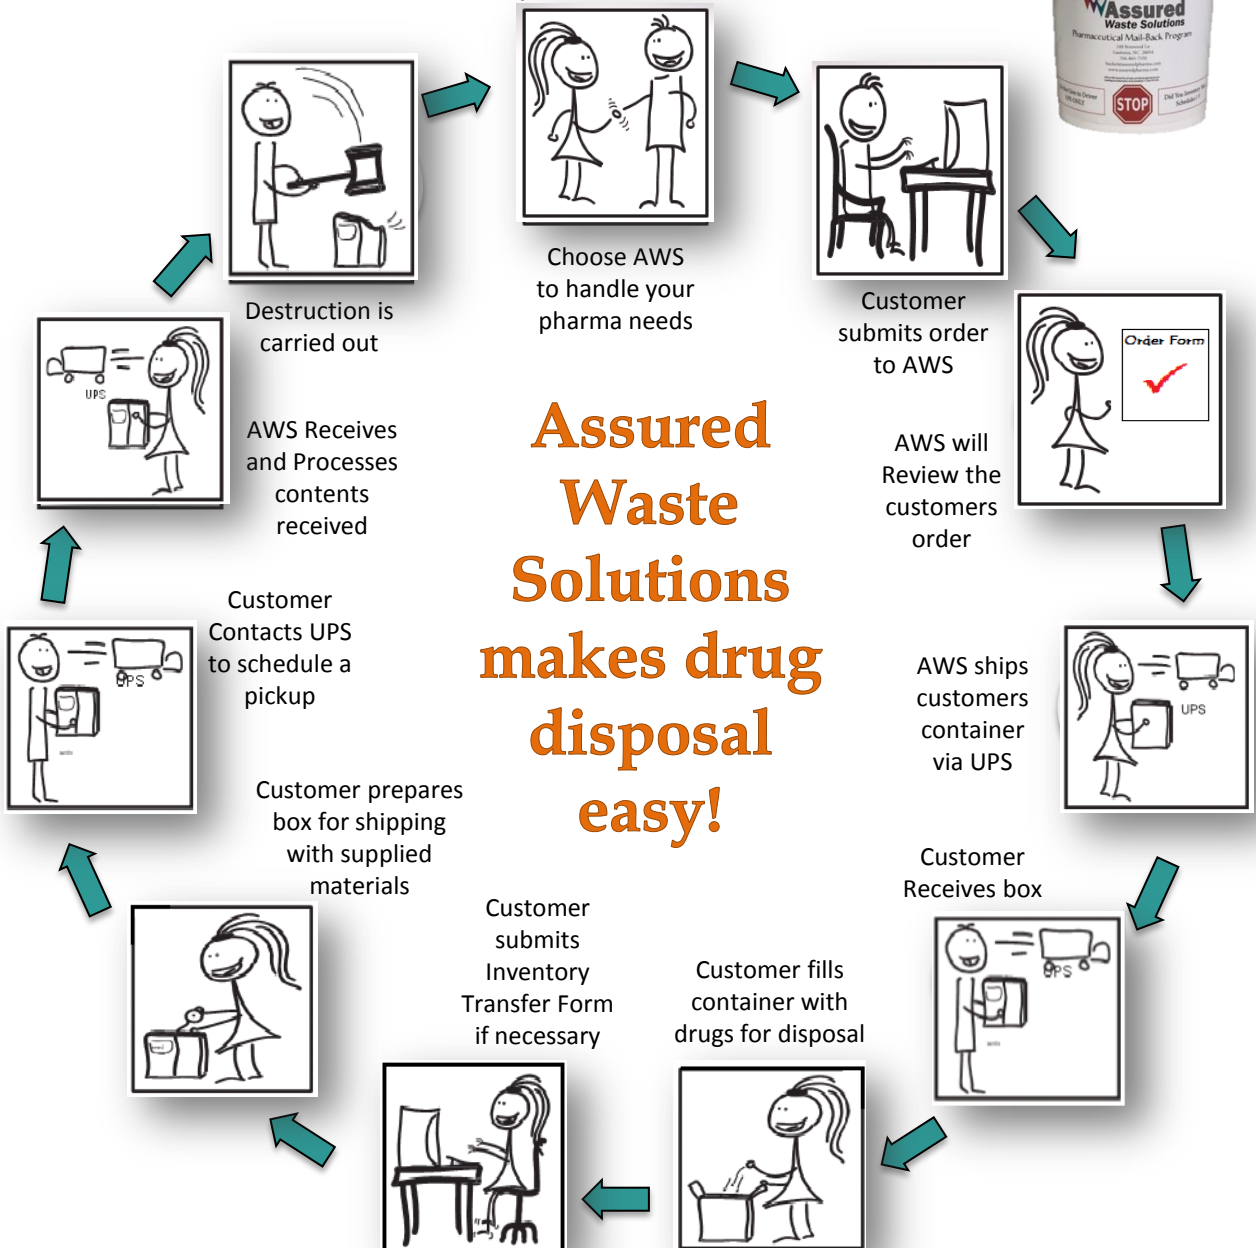 Assured
Waste Solutions
Pharmaceutical Mail-Back Program
STOP
Choose AWS
to handle your
pharma needs
Customer
submits order
to AWS
Order Form
AWS will
Review the
customers
order
AWS ships
customers
container
via UPS
UPS
Customer
Receives box
UPS
Customer fills
container with
drugs for disposal
Customer
submits
Inventory
Transfer Form
if necessary
Customer prepares
box for shipping
with supplied
materials
Customer
Contacts UPS
to schedule a
pickup
UPS
AWS Receives
and Processes
contents
received
UPS
Destruction is
carried out
Assured
Waste
Solutions
makes drug
disposal
easy!